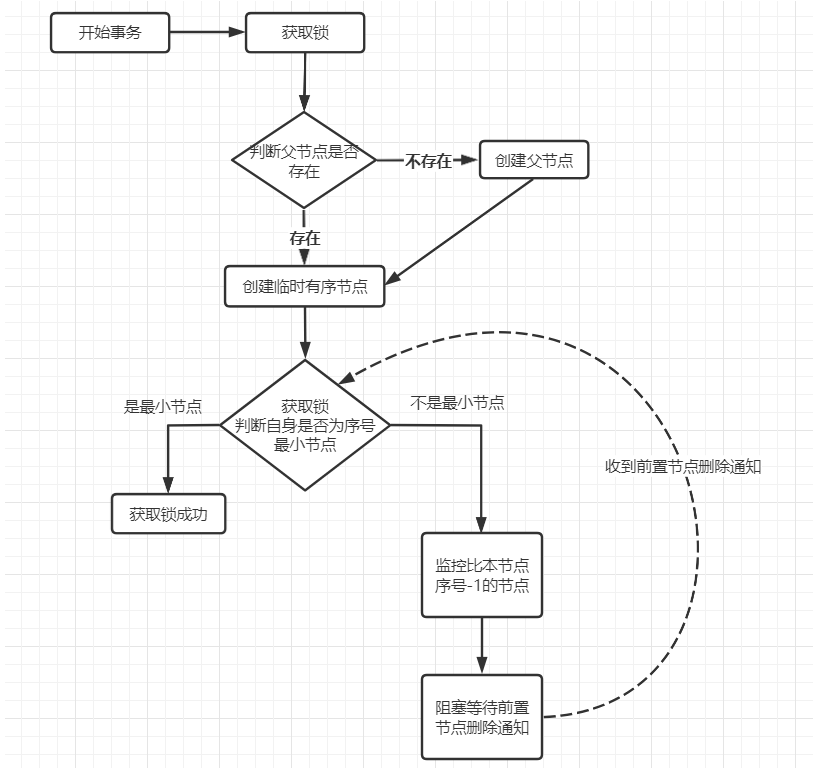 开始事务
获取锁
判断父节点是否
存在
不存在
创建父节点
存在
创建临时有序节点
是最小节点
获取锁
判断自身是否为序号
最小节点
不是最小节点
收到前置节点删除通知
获取锁成功
监控比本节点
序号-1的节点
阻塞等待前置
节点删除通知